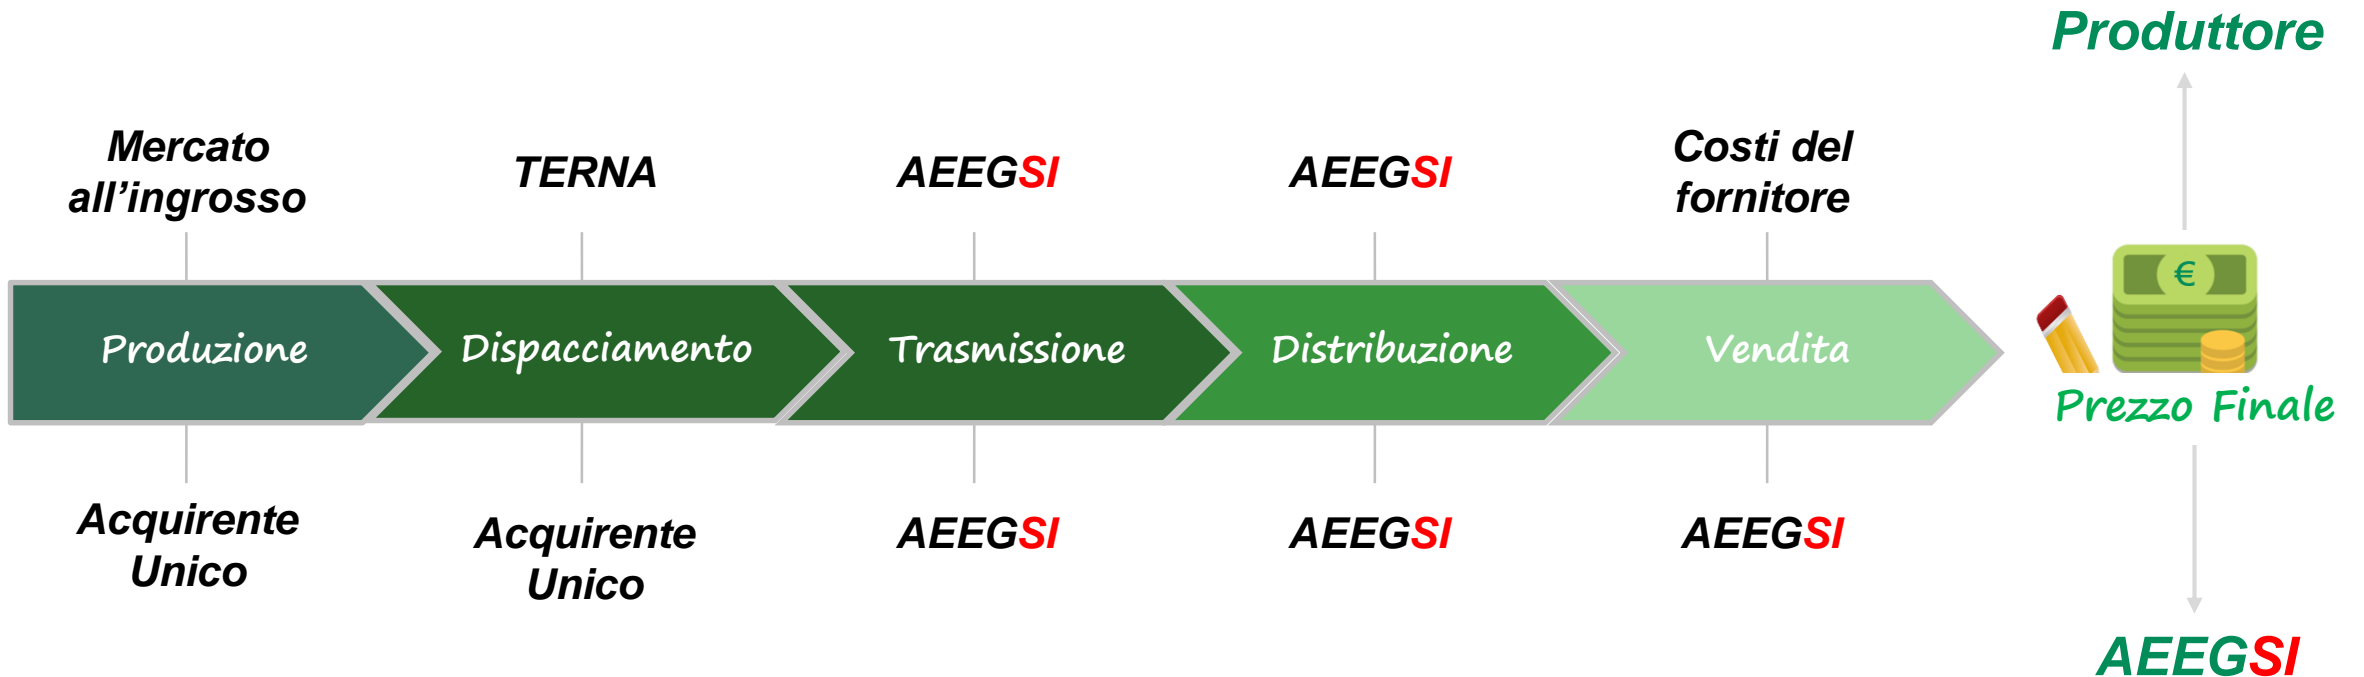 Produttore
Mercato
all’ingrosso
TERNA
AEEGSI
AEEGSI
Costi del
fornitore
€
Produzione
Dispacciamento
Trasmissione
Distribuzione
Vendita
Prezzo Finale
Acquirente
Unico
Acquirente
Unico
AEEGSI
AEEGSI
AEEGSI
AEEGSI